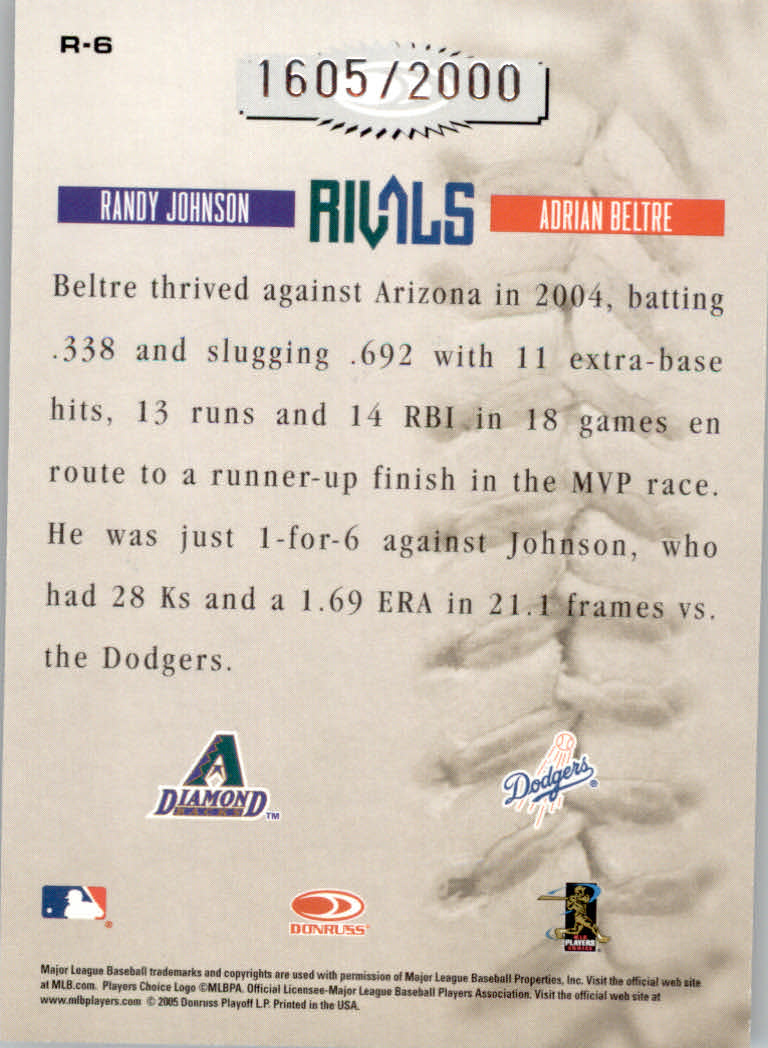 R-6
1605/2000
RANDY JOHNSON RIVALS ADRIAN BELTRE
Beltre thrived against Arizona in 2004, batting
.338 and slugging .692 with 11 extra-base
hits, 13 runs and 14 RBI in 18 games en
route to a runner-up finish in the MVP race.
He was just 1-for-6 against Johnson, who
had 28 Ks and a 1.69 ERA in 21.1 frames vs.
the Dodgers.
A
DIAMOND
BACKS
TM
Dodgers®
®
DONRUSS®
MLB
PLAYERS
CHOICE
Major League Baseball trademarks and copyrights are used with permission of Major League Baseball Properties, Inc. Visit the official web site
at MLB.com. Players Choice Logo ©MLBPA. Official Licensee-Major League Baseball Players Association. Visit the official web site at
www.mlbplayers.com © 2005 Donruss Playoff L.P. Printed in the USA.